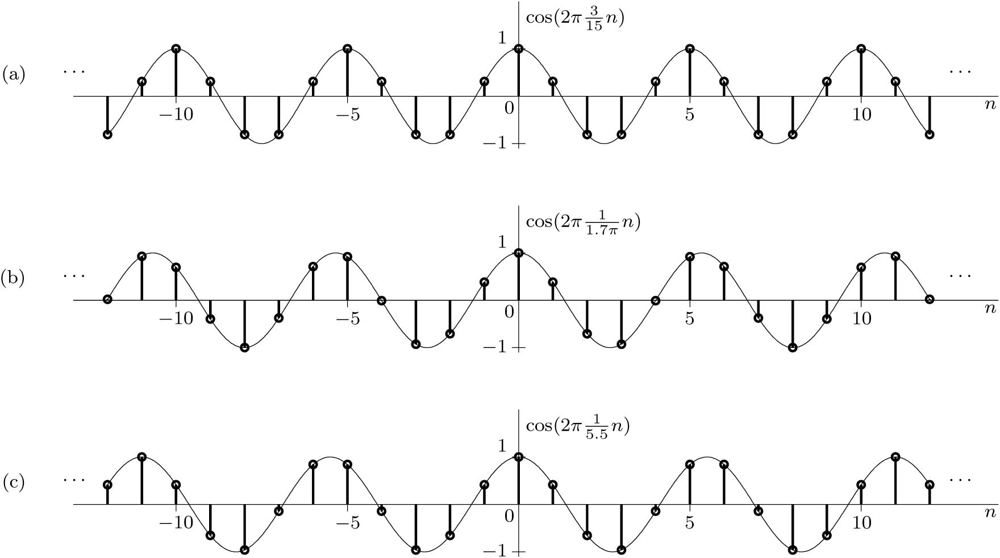 cos(2π 3/15 n)
1
(a) ⋯ ⋯
−10 −5 0 5 10 n
−1
cos(2π 1/1.7π n)
1
(b) ⋯ ⋯
−10 −5 0 5 10 n
−1
cos(2π 1/5.5 n)
1
(c) ⋯ ⋯
−10 −5 0 5 10 n
−1